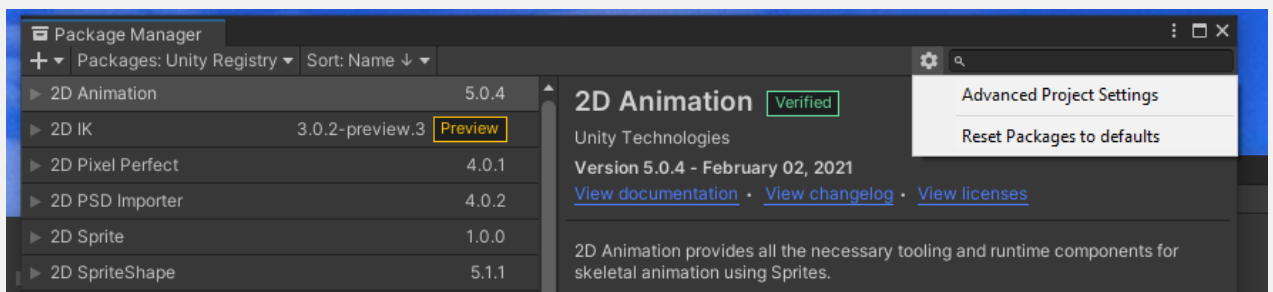 Package Manager
Packages: Unity Registry Sort: Name ↓
2D Animation 5.0.4
2D IK 3.0.2-preview.3 Preview
2D Pixel Perfect 4.0.1
2D PSD Importer 4.0.2
2D Sprite 1.0.0
2D SpriteShape 5.1.1
2D Animation Verified
Unity Technologies
Version 5.0.4 - February 02, 2021
View documentation • View changelog • View licenses
2D Animation provides all the necessary tooling and runtime components for
skeletal animation using Sprites.
Advanced Project Settings
Reset Packages to defaults